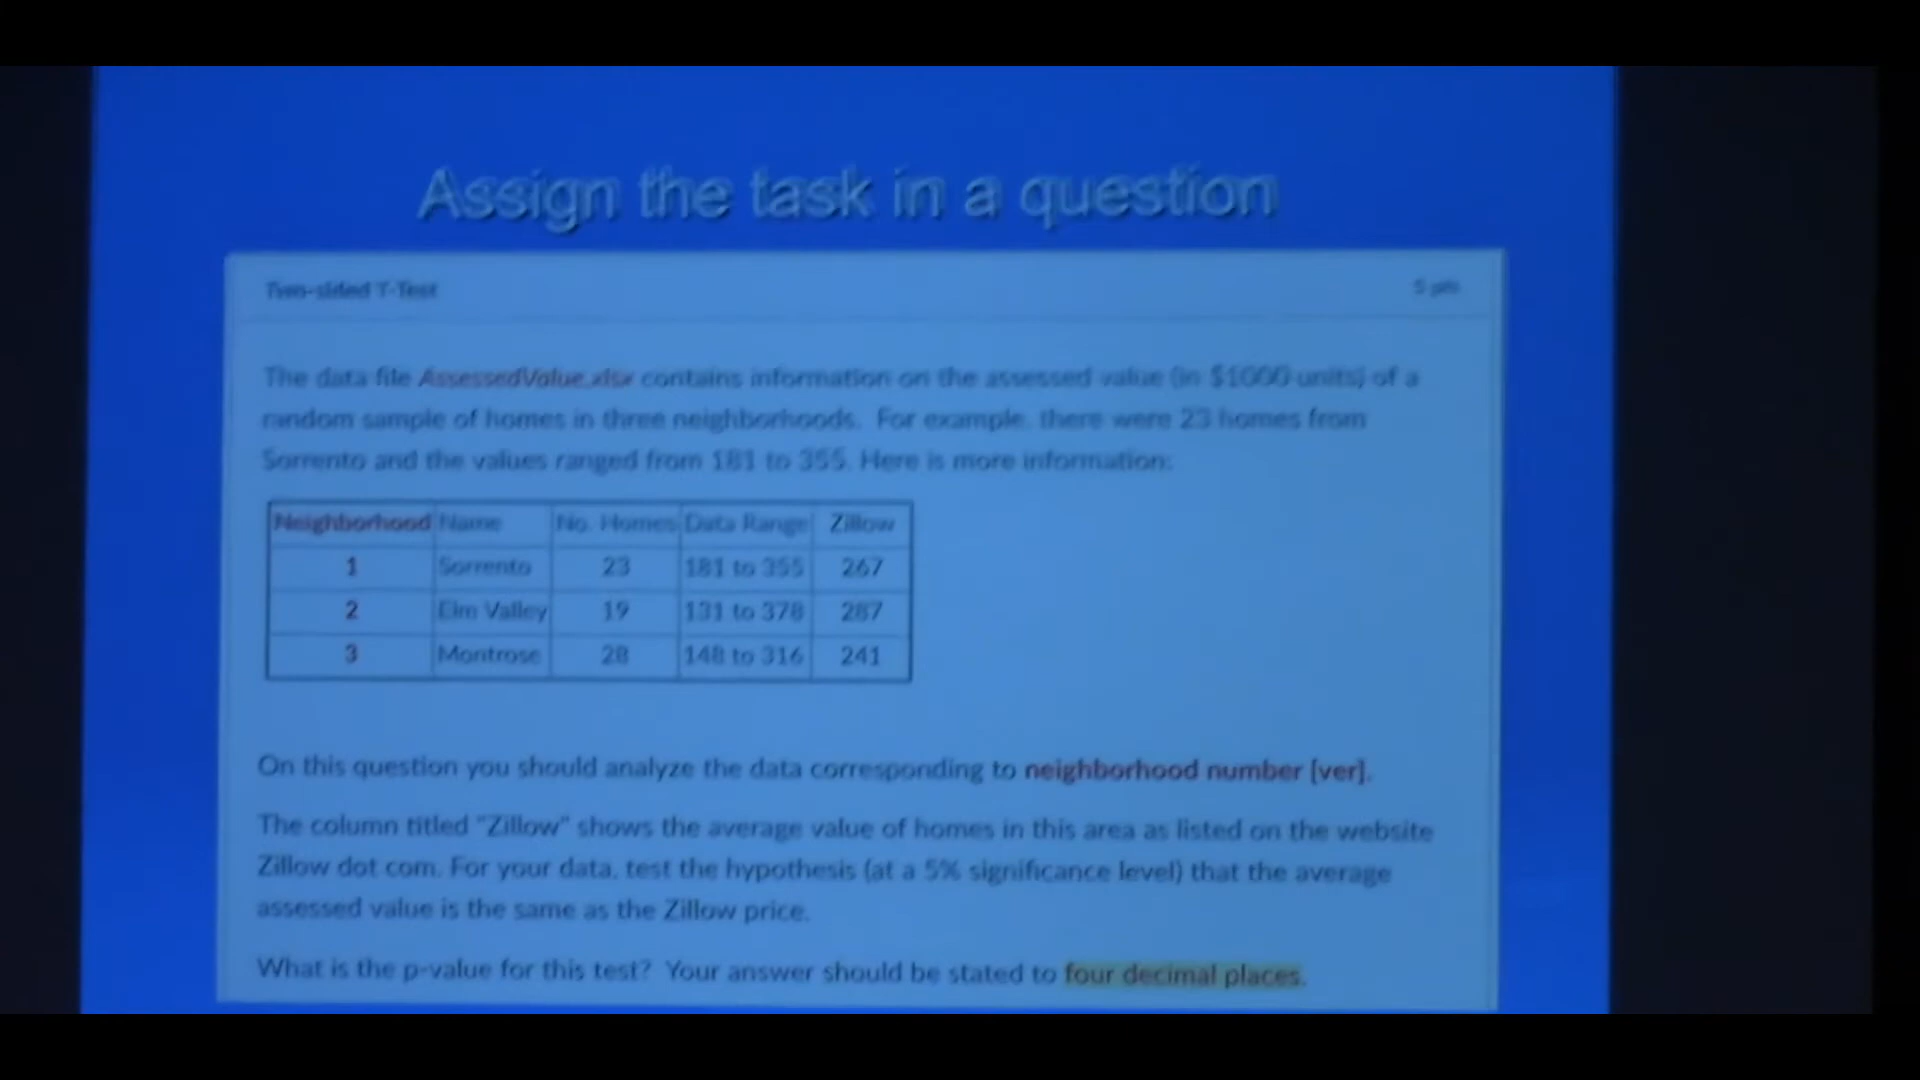 Assign the task in a question
Two-sided T-Test 5 pts
The data file AssessedValue.xlsx contains information on the assessed value (in $1000 units) of a
random sample of homes in three neighborhoods. For example, there were 23 homes from
Sorrento and the values ranged from 181 to 355. Here is more information:
Neighborhood Name No. Homes Data Range Zillow
1 Sorrento 23 181 to 355 267
2 Elm Valley 19 131 to 378 287
3 Montrose 28 148 to 316 241
On this question you should analyze the data corresponding to neighborhood number [ver].
The column titled "Zillow" shows the average value of homes in this area as listed on the website
Zillow dot com. For your data, test the hypothesis (at a 5% significance level) that the average
assessed value is the same as the Zillow price.
What is the p-value for this test? Your answer should be stated to four decimal places.